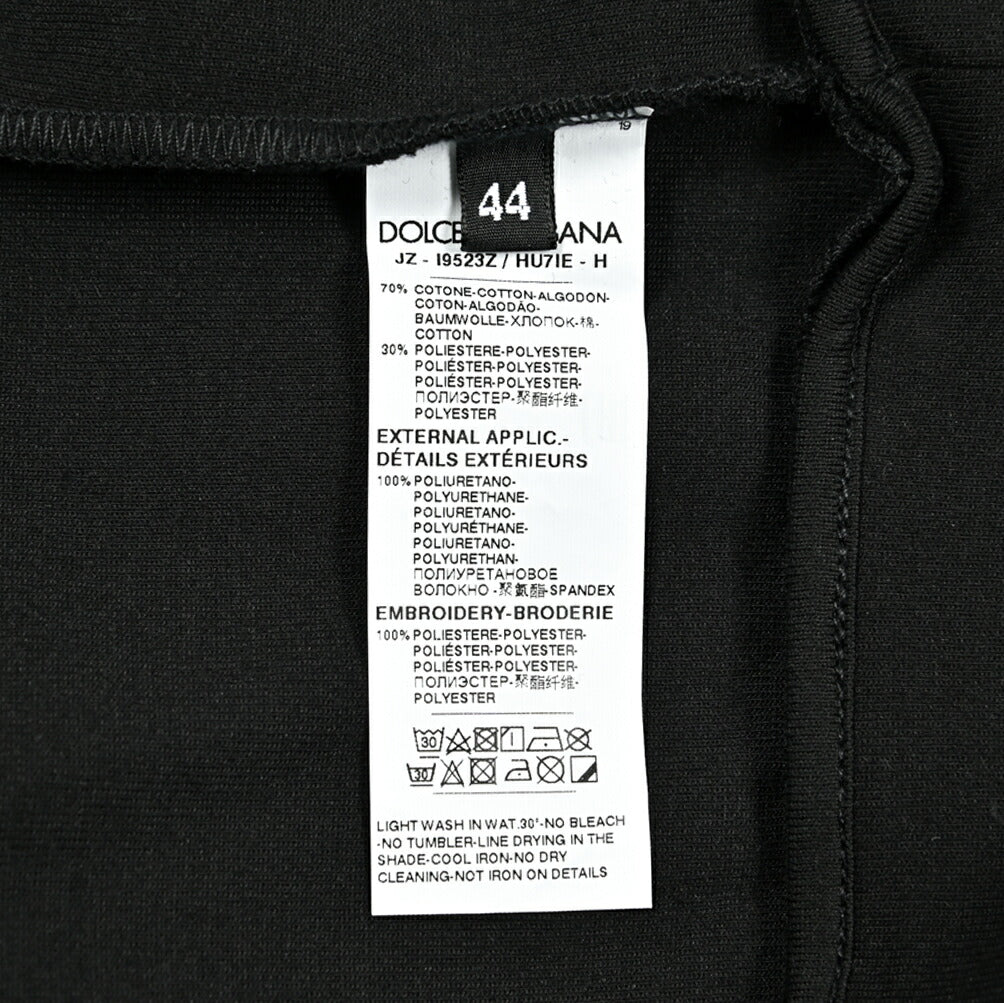 19
44
DOLCE BANA
JZ - I9523Z / HU7IE - H
70% COTONE-COTTON-ALGODON-
COTON-ALGODÃO-
BAUMWOLLE-ХЛОПОК-棉-
COTTON
30% POLIESTERE-POLYESTER-
POLIÉSTER-POLYESTER-
POLIÉSTER-POLYESTER-
ПОЛИЭСТЕР-聚酯纤维-
POLYESTER
EXTERNAL APPLIC.-
DÉTAILS EXTÉRIEURS
100% POLIURETANO-
POLYURETHANE-
POLIURETANO-
POLYURÉTHANE-
POLIURETANO-
POLYURETHAN-
ПОЛИУРЕТАНОВОЕ
ВОЛОКНО -聚氨酯-SPANDEX
EMBROIDERY-BRODERIE
100% POLIESTERE-POLYESTER-
POLIÉSTER-POLYESTER-
POLIÉSTER-POLYESTER-
ПОЛИЭСТЕР-聚酯纤维-
POLYESTER
30
30
LIGHT WASH IN WAT.30°-NO BLEACH
-NO TUMBLER-LINE DRYING IN THE
SHADE-COOL IRON-NO DRY
CLEANING-NOT IRON ON DETAILS